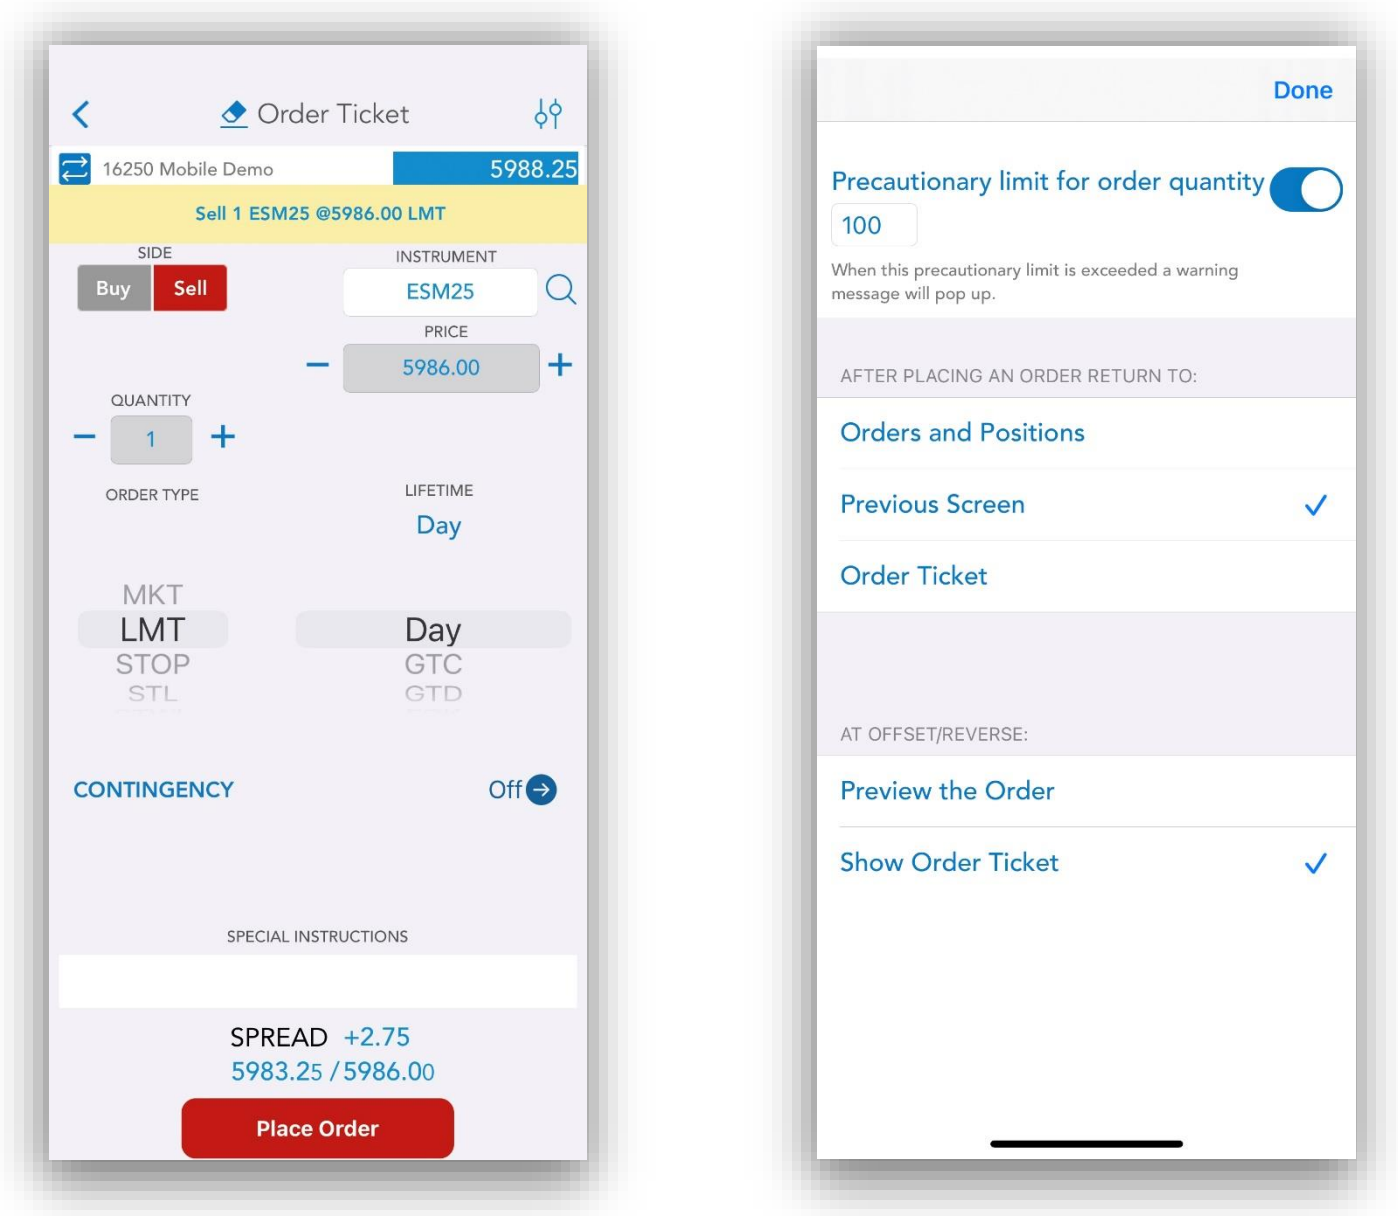 Order Ticket
16250 Mobile Demo
5988.25
Sell 1 ESM25 @5986.00 LMT
SIDE
Buy
Sell
INSTRUMENT
ESM25
PRICE
− 5986.00 +
QUANTITY
− 1 +
ORDER TYPE
LIFETIME
Day
MKT
LMT
STOP
STL
Day
GTC
GTD
CONTINGENCY
Off
SPECIAL INSTRUCTIONS
SPREAD +2.75
5983.25 / 5986.00
Place Order
Done
Precautionary limit for order quantity
100
When this precautionary limit is exceeded a warning
message will pop up.
AFTER PLACING AN ORDER RETURN TO:
Orders and Positions
Previous Screen
Order Ticket
AT OFFSET/REVERSE:
Preview the Order
Show Order Ticket